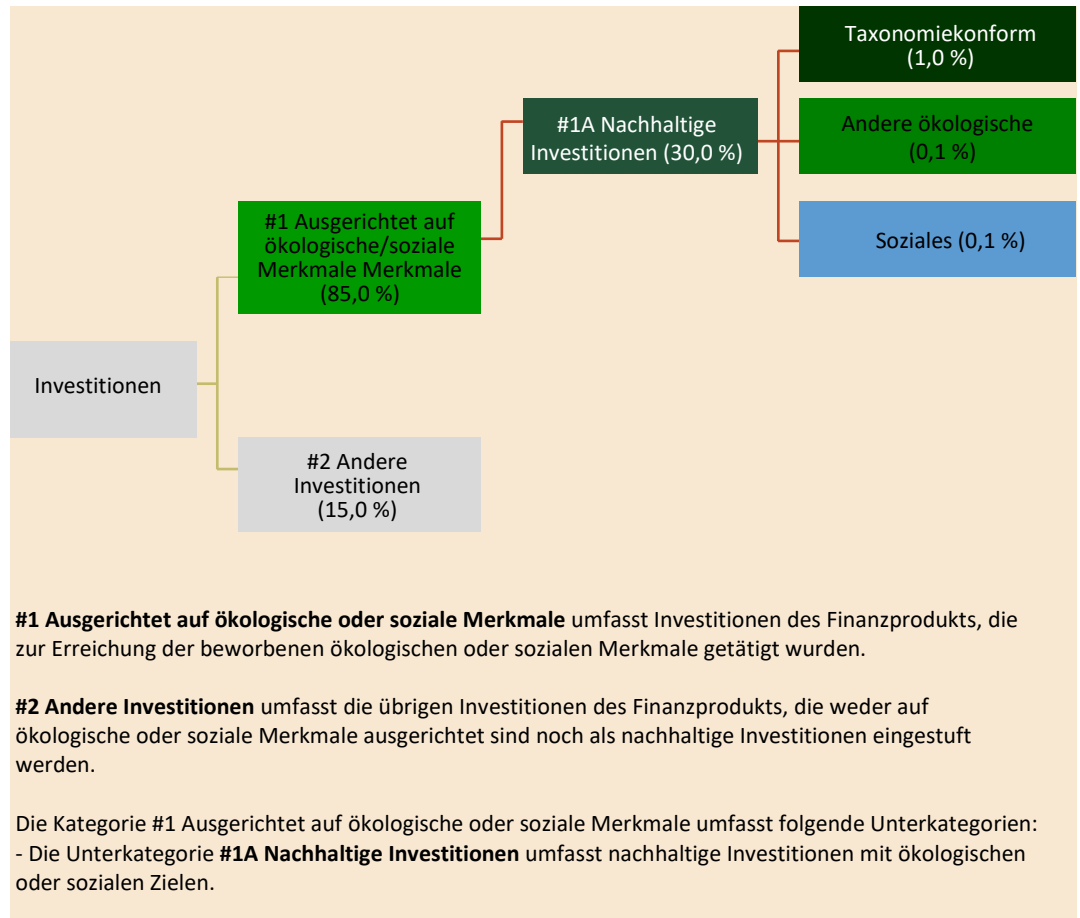 Taxonomiekonform
(1,0 %)
#1A Nachhaltige
Investitionen (30,0 %)
Andere ökologische
(0,1 %)
Soziales (0,1 %)
#1 Ausgerichtet auf
ökologische/soziale
Merkmale Merkmale
(85,0 %)
Investitionen
#2 Andere
Investitionen
(15,0 %)
#1 Ausgerichtet auf ökologische oder soziale Merkmale umfasst Investitionen des Finanzprodukts, die
zur Erreichung der beworbenen ökologischen oder sozialen Merkmale getätigt wurden.
#2 Andere Investitionen umfasst die übrigen Investitionen des Finanzprodukts, die weder auf
ökologische oder soziale Merkmale ausgerichtet sind noch als nachhaltige Investitionen eingestuft
werden.
Die Kategorie #1 Ausgerichtet auf ökologische oder soziale Merkmale umfasst folgende Unterkategorien:
- Die Unterkategorie #1A Nachhaltige Investitionen umfasst nachhaltige Investitionen mit ökologischen
oder sozialen Zielen.